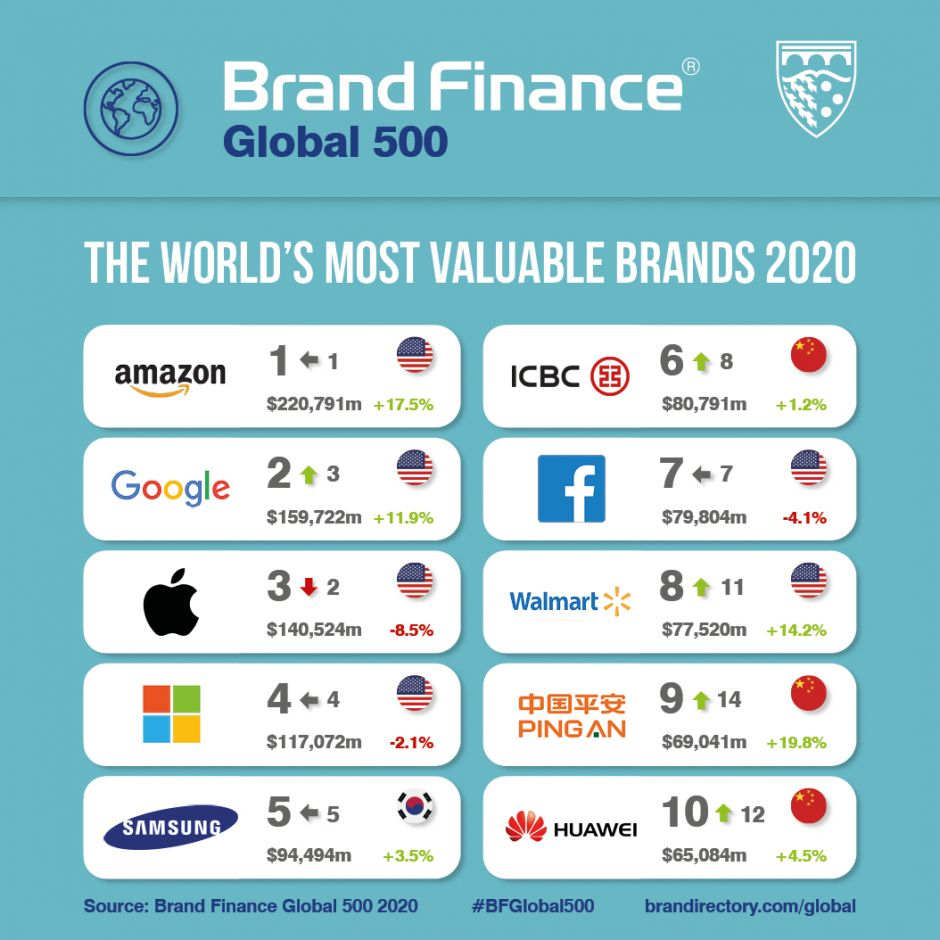 Brand Finance®
Global 500
THE WORLD'S MOST VALUABLE BRANDS 2020
amazon
1 1
$220,791m +17.5%
Google
2 3
$159,722m +11.9%
3 2
$140,524m -8.5%
4 4
$117,072m -2.1%
SAMSUNG
5 5
$94,494m +3.5%
ICBC
6 8
$80,791m +1.2%
f
7 7
$79,804m -4.1%
Walmart
8 11
$77,520m +14.2%
中国平安
PING AN
9 14
$69,041m +19.8%
HUAWEI
10 12
$65,084m +4.5%
Source: Brand Finance Global 500 2020
#BFGlobal500
brandirectory.com/global